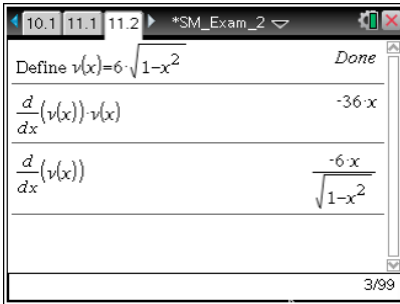 10.1 11.1 11.2 *SM_Exam_2
Define v(x)=6·√(1-x²) Done
d/dx(v(x))·v(x) -36·x
d/dx(v(x)) -6·x/√(1-x²)
3/99